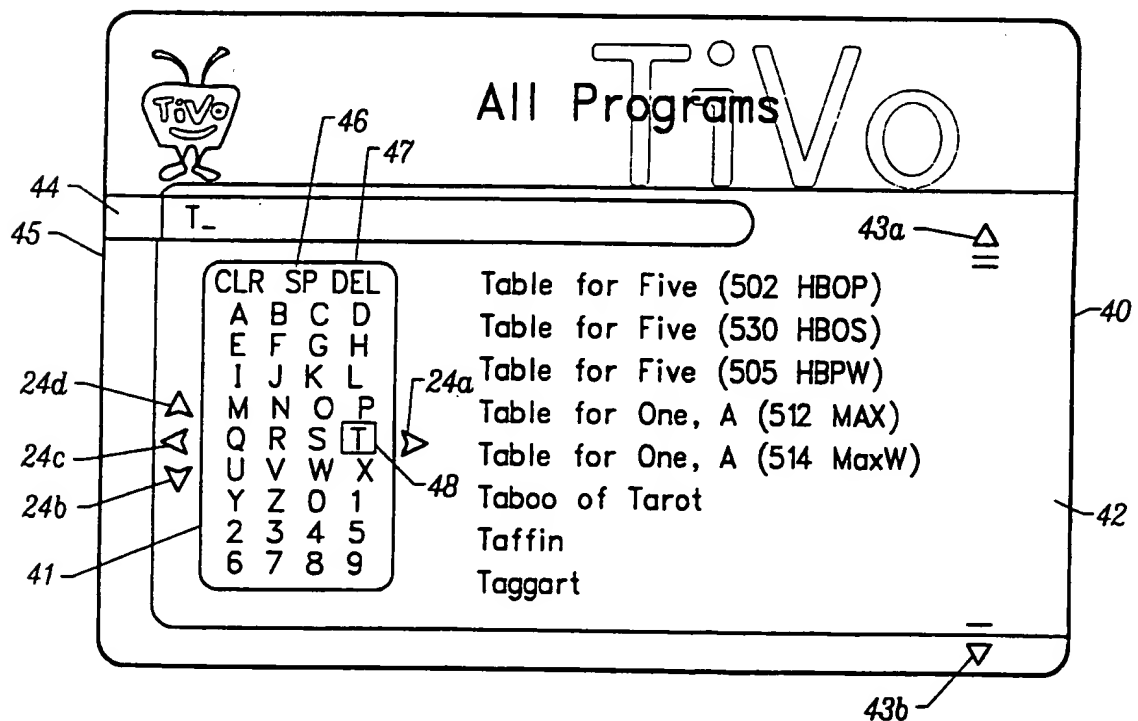 TiVo
TiVo
All Programs
46
47
44
T_
45
43a
CLR SP DEL
Table for Five (502 HBOP)
A B C D
40
Table for Five (530 HBOS)
E F G H
Table for Five (505 HBPW)
I J K L
24d
24a
M N O P
Table for One, A (512 MAX)
Q R S T
24c
Table for One, A (514 MaxW)
U V W X
48
24b
Y Z 0 1
Taboo of Tarot
42
2 3 4 5
Taffin
41
6 7 8 9
Taggart
43b